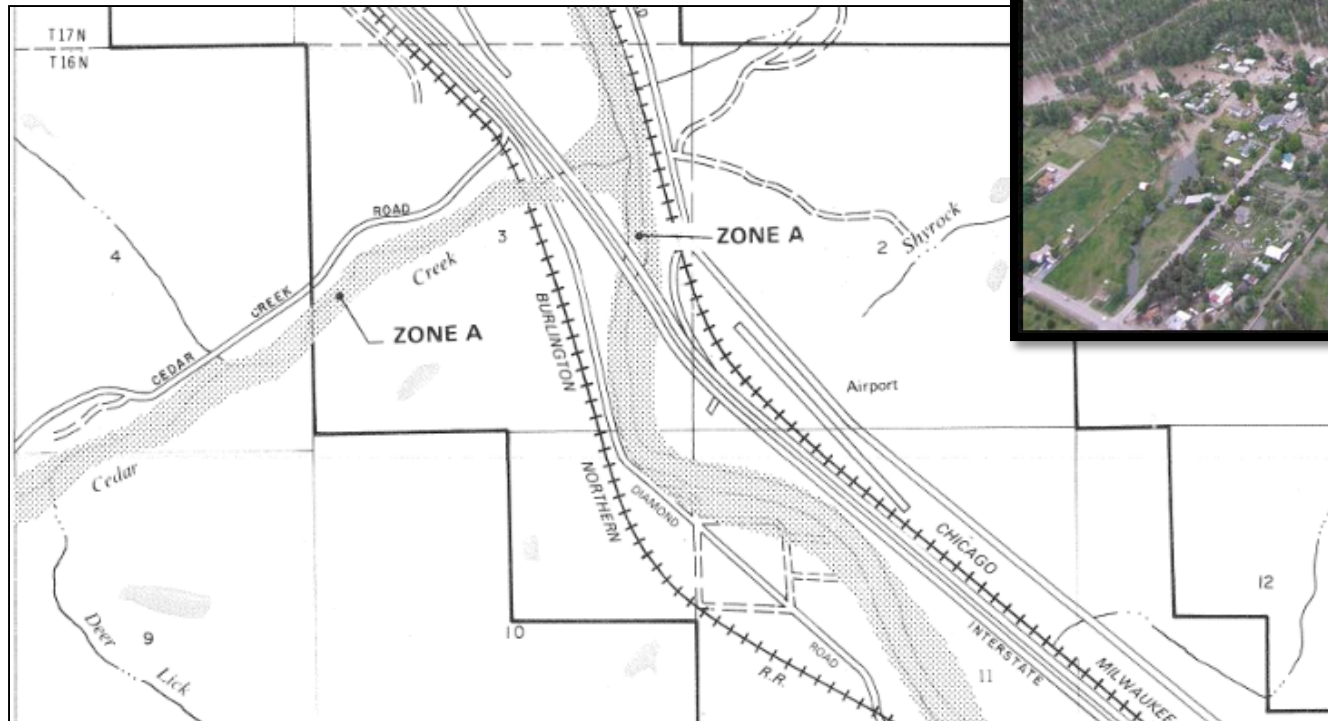 T17N
T16N
ROAD
3
ZONE A
2
Shyrock
4
Creek
CREEK
ZONE A
CEDAR
BURLINGTON
Airport
Cedar
NORTHERN
DIAMOND
CHICAGO
12
Deer
Lick
9
10
INTERSTATE
ROAD
R.R.
11
MILWAUKEE